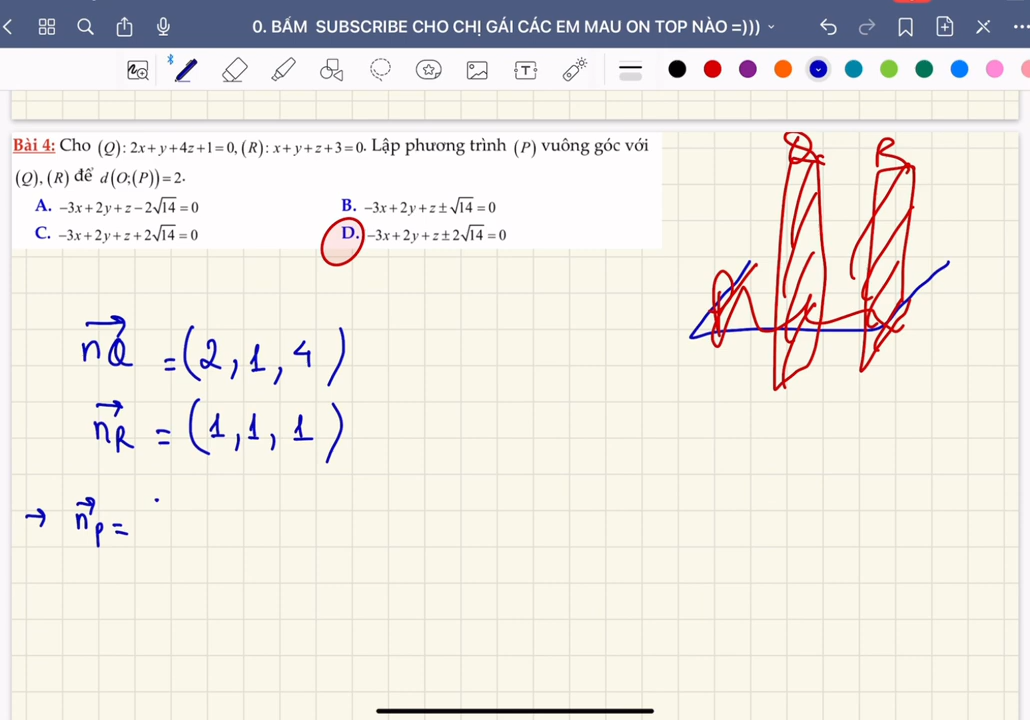 0. BẤM SUBSCRIBE CHO CHỊ GÁI CÁC EM MAU ON TOP NÀO =)))
Bài 4: Cho (Q): 2x+y+4z+1=0, (R): x+y+z+3=0. Lập phương trình (P) vuông góc với
(Q), (R) để d(O;(P))=2.
A. -3x+2y+z-2√14=0 B. -3x+2y+z±√14=0
C. -3x+2y+z+2√14=0 D. -3x+2y+z±2√14=0
Q R
n⃗Q = (2, 1, 4)
n⃗R = (1, 1, 1)
→ n⃗p =